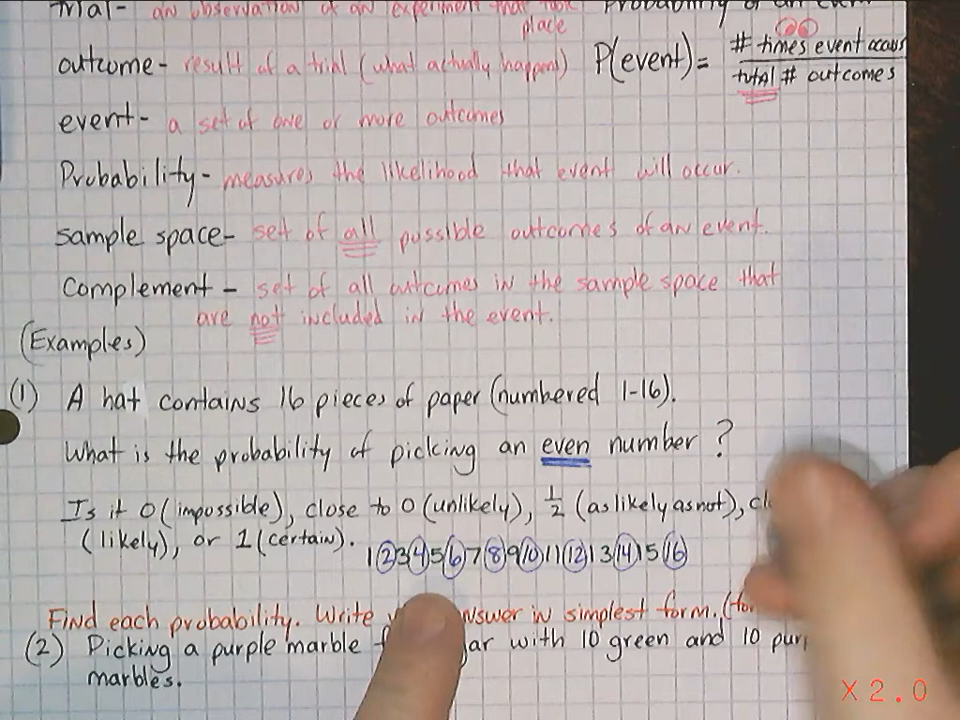 Trial- an observation of an experiment that took Probability of an event
place
outcome- result of a trial (what actually happens) P(event)= # times event occurs
total # outcomes
event- a set of one or more outcomes
Probability- measures the likelihood that event will occur.
sample space- set of all possible outcomes of an event.
Complement - set of all outcomes in the sample space that
are not included in the event.
(Examples)
(1) A hat contains 16 pieces of paper (numbered 1-16).
What is the probability of picking an even number?
Is it 0 (impossible), close to 0 (unlikely), 1/2 (as likely as not),
(likely), or 1 (certain). 1 2 3 4 5 6 7 8 9 10 11 12 13 14 15 16
Find each probability. Write answer in simplest form.
(2) Picking a purple marble jar with 10 green and 10
marbles.
X2.0